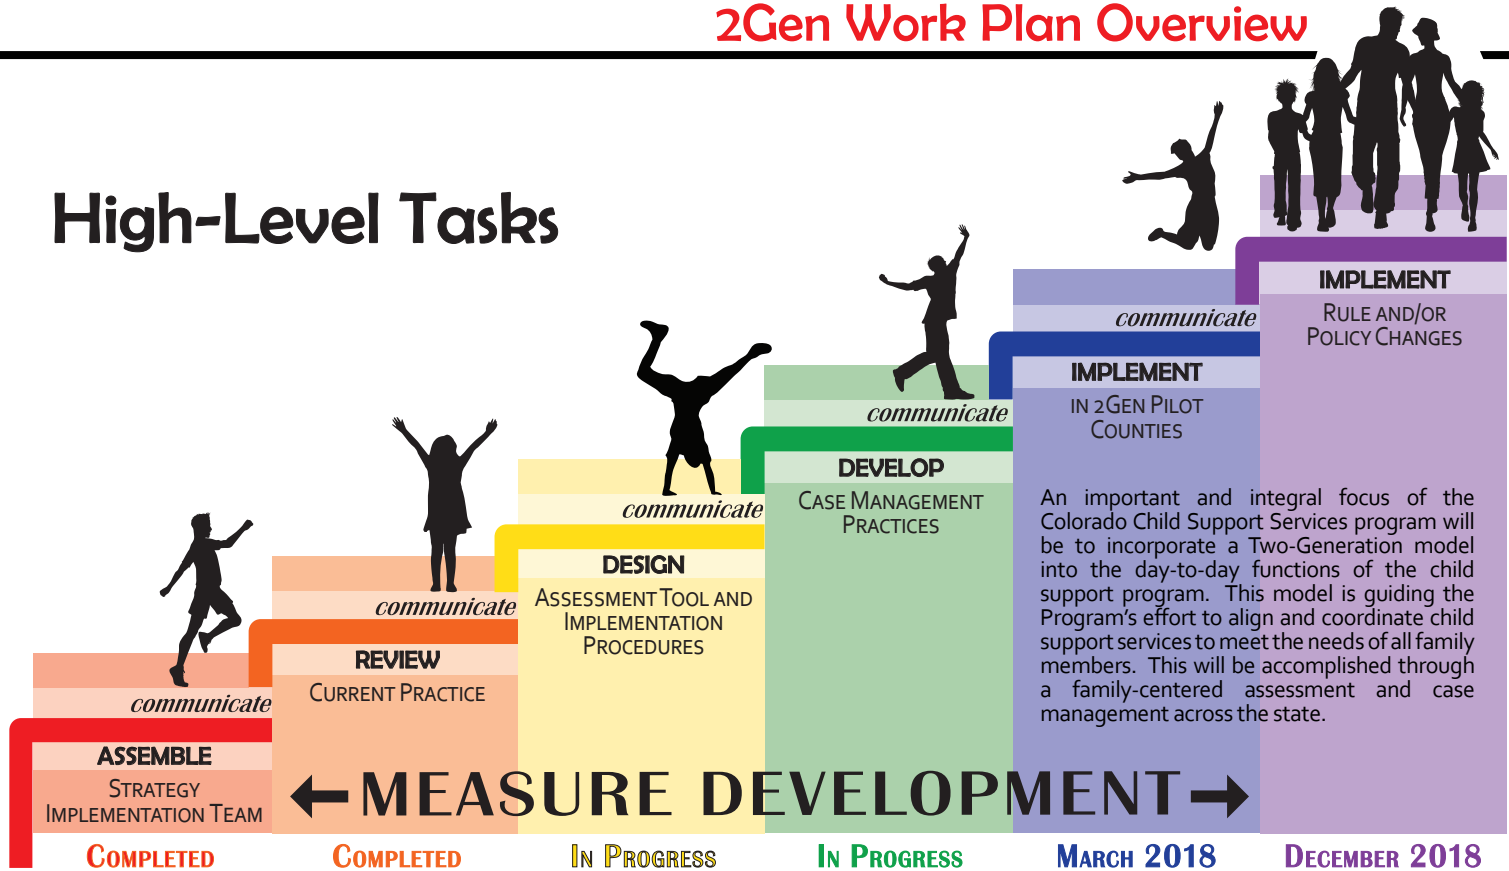 2Gen Work Plan Overview
High-Level Tasks
communicate
ASSEMBLE
Strategy
Implementation Team
Completed
communicate
REVIEW
Current Practice
Completed
communicate
DESIGN
Assessment Tool and
Implementation
Procedures
In Progress
communicate
DEVELOP
Case Management
Practices
In Progress
communicate
IMPLEMENT
in 2Gen Pilot
Counties
March 2018
IMPLEMENT
Rule and/or
Policy Changes
December 2018
An important and integral focus of the
Colorado Child Support Services program will
be to incorporate a Two-Generation model
into the day-to-day functions of the child
support program. This model is guiding the
Program’s effort to align and coordinate child
support services to meet the needs of all family
members. This will be accomplished through
a family-centered assessment and case
management across the state.
MEASURE DEVELOPMENT